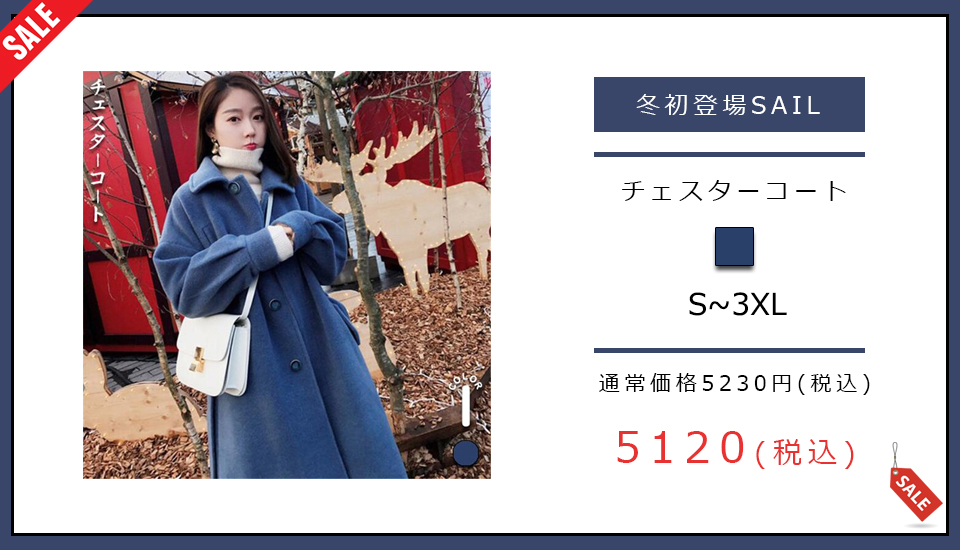 SALE
チェスターコート
COLOR
冬初登場SAIL
チェスターコート
S~3XL
通常価格5230円(税込)
5120(税込)
SALE